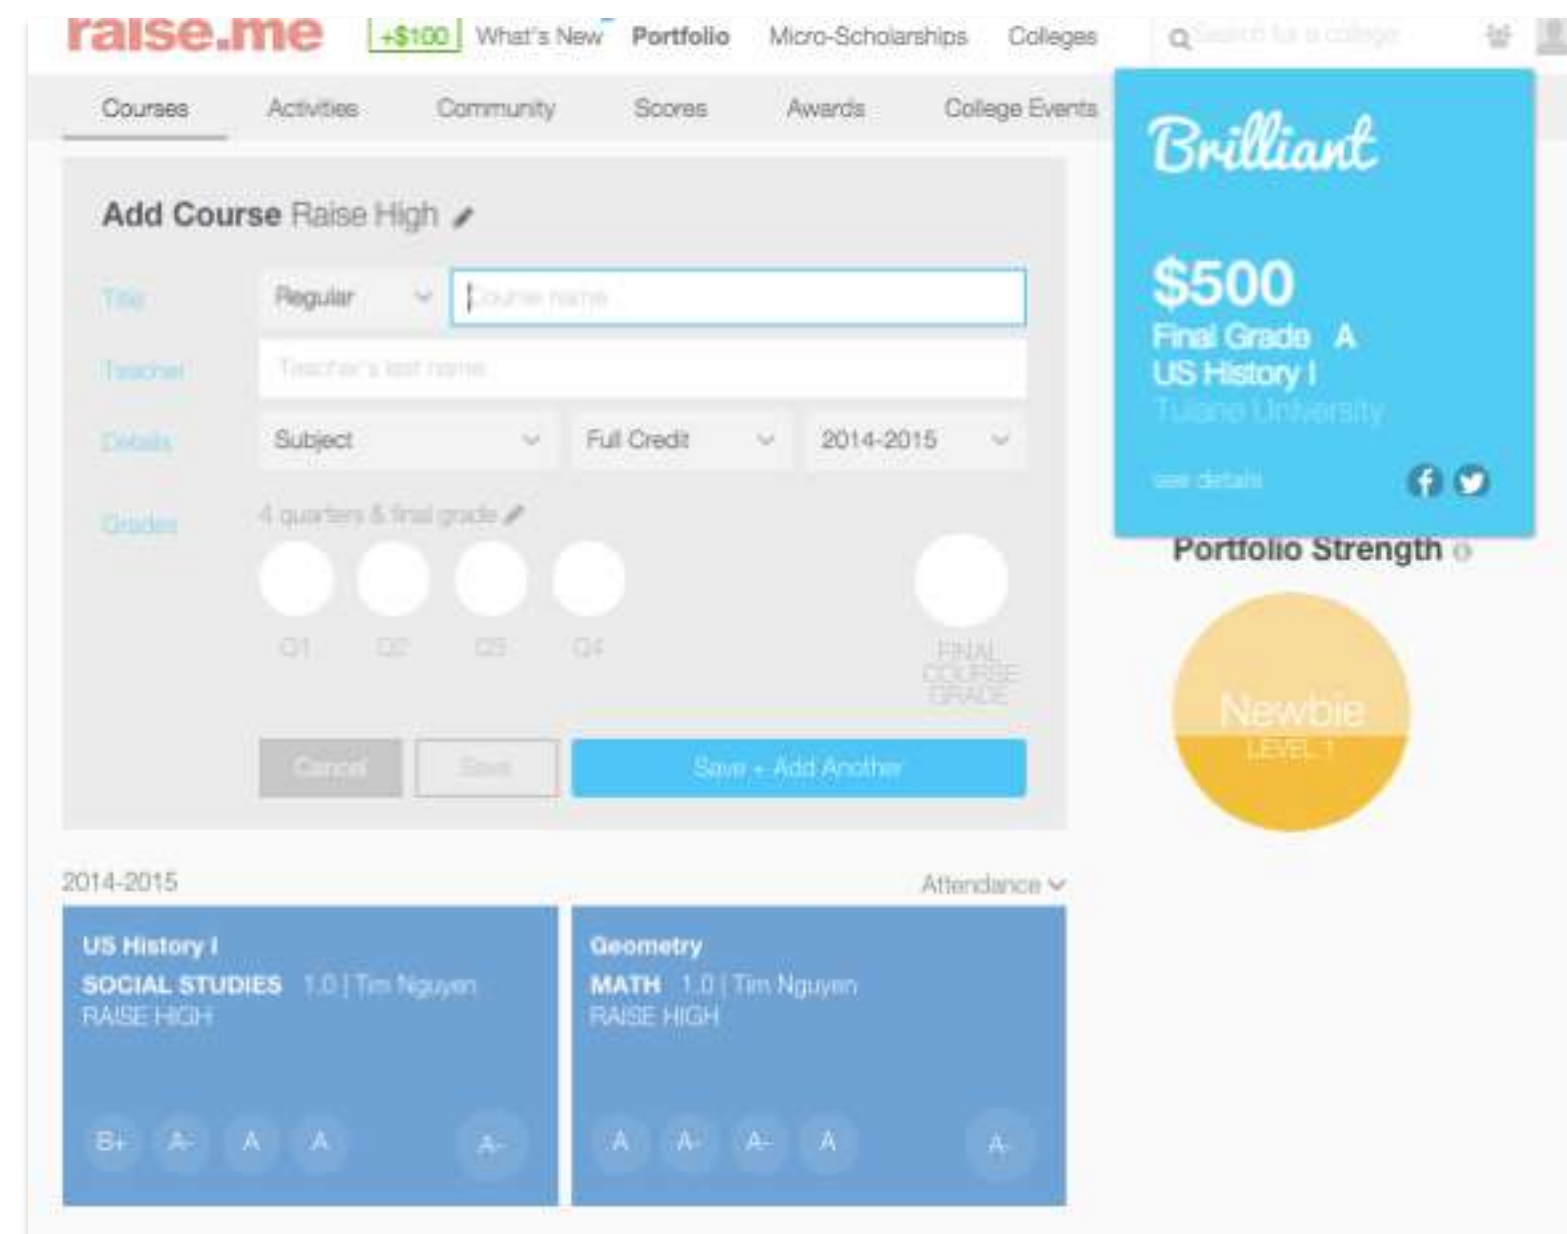 raise.me +$100 What's New Portfolio Micro-Scholarships Colleges Search for a college
Courses Activities Community Scores Awards College Events
Brilliant
$500
Final Grade A
US History I
Tulane University
see details
Add Course Raise High
Title Regular Course name
Teacher Teacher's last name
Details Subject Full Credit 2014-2015
Grades 4 quarters & final grade
Q1 Q2 Q3 Q4
FINAL
COURSE
GRADE
Cancel Save Save + Add Another
Portfolio Strength
Newbie
LEVEL 1
2014-2015 Attendance
US History I
SOCIAL STUDIES 1.0 | Tim Nguyen
RAISE HIGH
B+ A- A A A-
Geometry
MATH 1.0 | Tim Nguyen
RAISE HIGH
A A- A- A A-